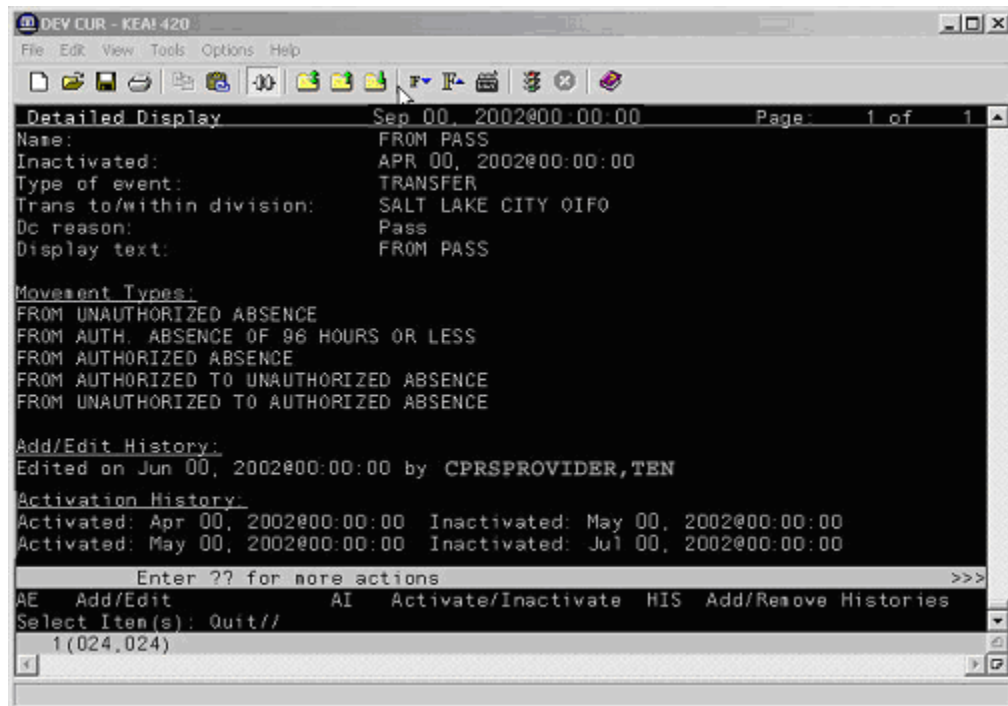 DEV CUR - KEA! 420
File Edit View Tools Options Help
Detailed Display Sep 00, 2002@00:00:00 Page: 1 of 1
Name: FROM PASS
Inactivated: APR 00, 2002@00:00:00
Type of event: TRANSFER
Trans to/within division: SALT LAKE CITY OIFO
Dc reason: Pass
Display text: FROM PASS
Movement Types:
FROM UNAUTHORIZED ABSENCE
FROM AUTH. ABSENCE OF 96 HOURS OR LESS
FROM AUTHORIZED ABSENCE
FROM AUTHORIZED TO UNAUTHORIZED ABSENCE
FROM UNAUTHORIZED TO AUTHORIZED ABSENCE
Add/Edit History:
Edited on Jun 00, 2002@00:00:00 by CPRSPROVIDER,TEN
Activation History:
Activated: Apr 00, 2002@00:00:00 Inactivated: May 00, 2002@00:00:00
Activated: May 00, 2002@00:00:00 Inactivated: Jul 00, 2002@00:00:00
Enter ?? for more actions >>>
AE Add/Edit AI Activate/Inactivate HIS Add/Remove Histories
Select Item(s): Quit//
1(024,024)